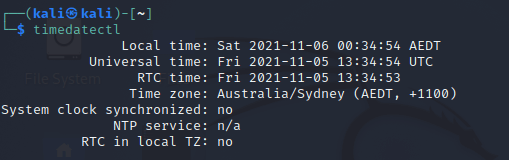 ┌──(kali㉿kali)-[~]
└─$ timedatectl
Local time: Sat 2021-11-06 00:34:54 AEDT
Universal time: Fri 2021-11-05 13:34:54 UTC
RTC time: Fri 2021-11-05 13:34:53
Time zone: Australia/Sydney (AEDT, +1100)
System clock synchronized: no
NTP service: n/a
RTC in local TZ: no
File System